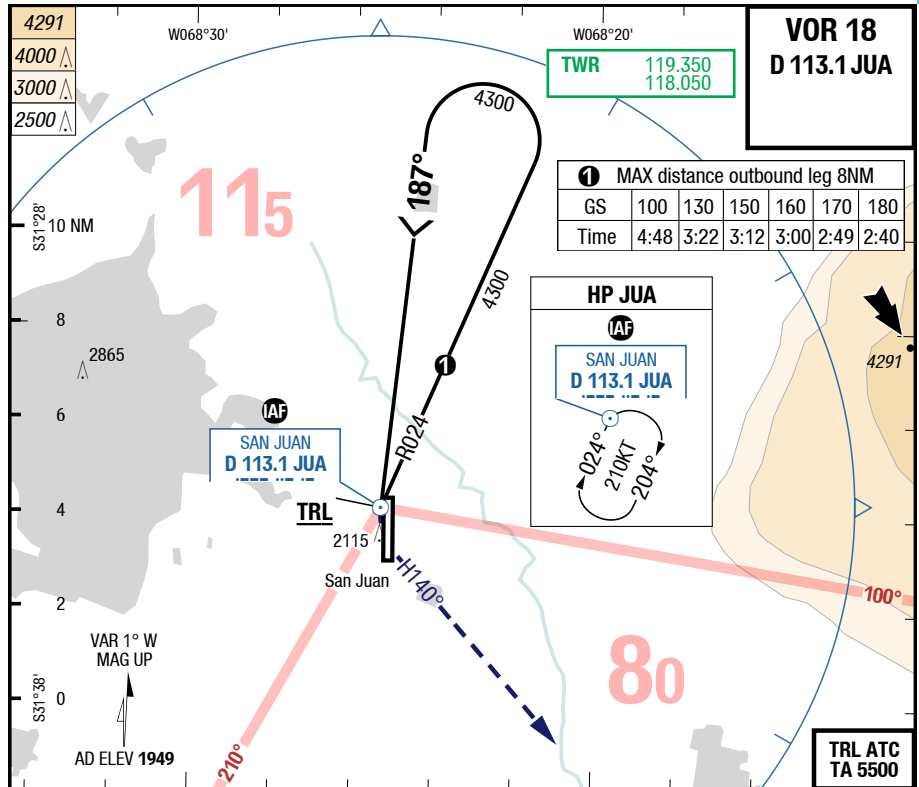 4291
4000
3000
2500
W068°30'
W068°20'
TWR 119.350
118.050
VOR 18
D 113.1 JUA
4300
187°
115
S31°28'
10 NM
8
6
4
2
0
S31°38'
1 MAX distance outbound leg 8NM
GS 100 130 150 160 170 180
Time 4:48 3:22 3:12 3:00 2:49 2:40
4300
HP JUA
IAF
SAN JUAN
D 113.1 JUA
024°
210KT
204°
4291
2865
1
R024
IAF
SAN JUAN
D 113.1 JUA
TRL
2115
San Juan
H140°
100°
80
VAR 1° W
MAG UP
AD ELEV 1949
210°
TRL ATC
TA 5500